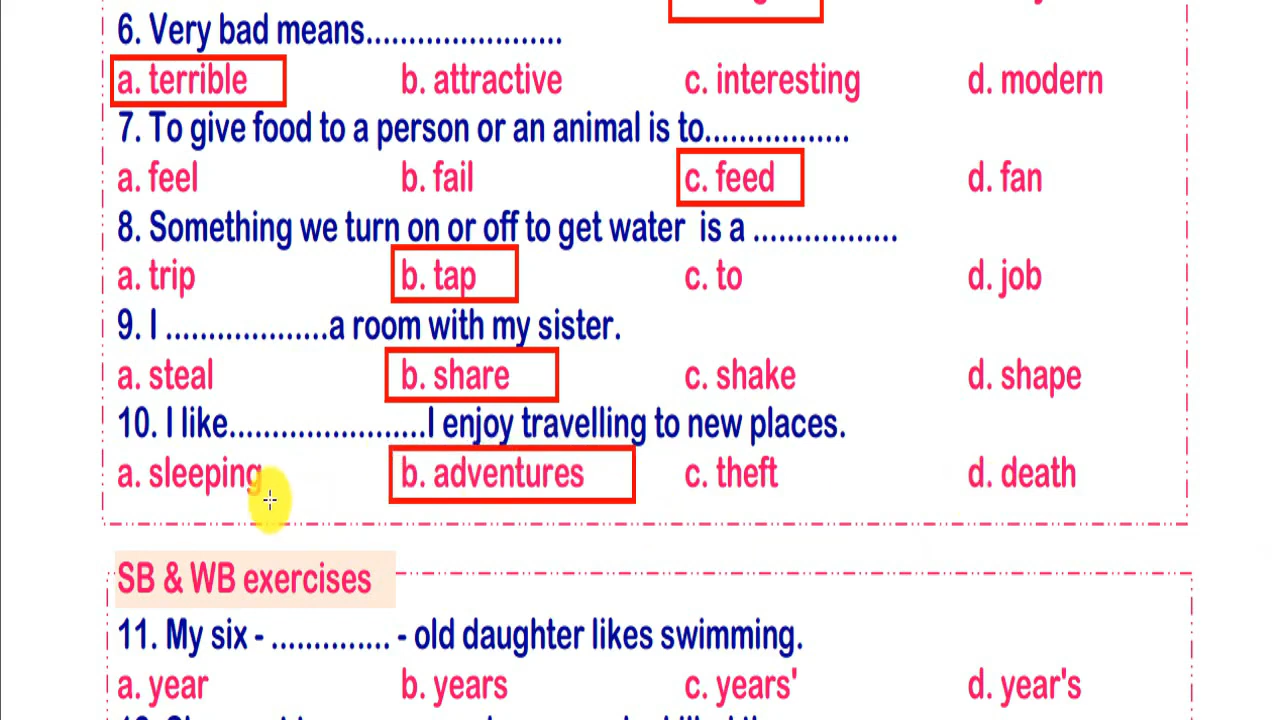 6. Very bad means.......................
a. terrible b. attractive c. interesting d. modern
7. To give food to a person or an animal is to.................
a. feel b. fail c. feed d. fan
8. Something we turn on or off to get water is a .................
a. trip b. tap c. to d. job
9. I ...................a room with my sister.
a. steal b. share c. shake d. shape
10. I like.......................I enjoy travelling to new places.
a. sleeping b. adventures c. theft d. death
SB & WB exercises
11. My six - .............. - old daughter likes swimming.
a. year b. years c. years' d. year's